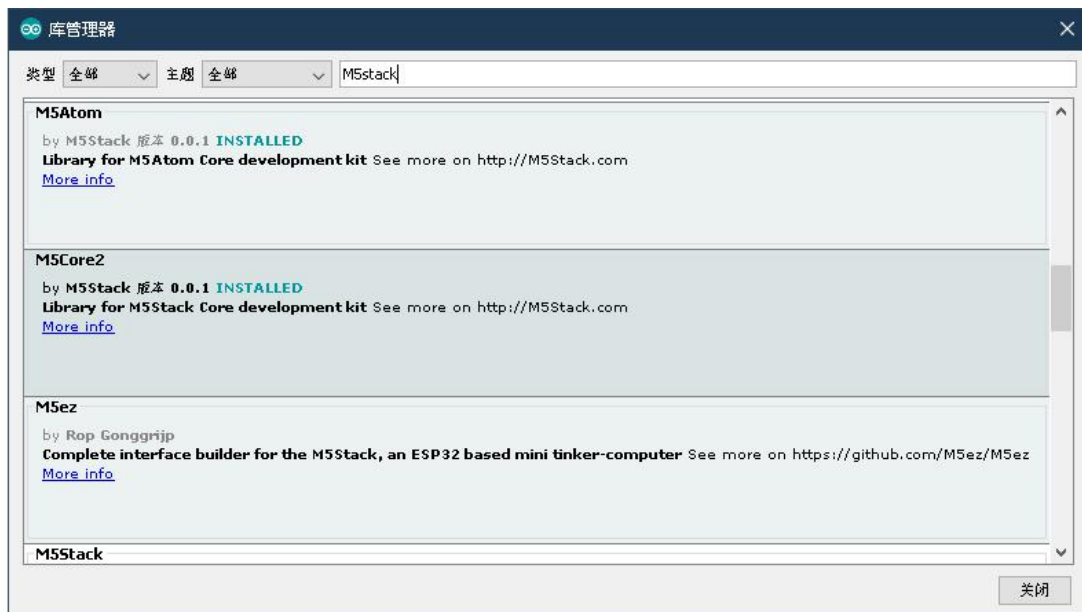 库管理器
类型 全部 主题 全部 M5stack
M5Atom
by M5Stack 版本 0.0.1 INSTALLED
Library for M5Atom Core development kit See more on http://M5Stack.com
More info
M5Core2
by M5Stack 版本 0.0.1 INSTALLED
Library for M5Stack Core development kit See more on http://M5Stack.com
More info
M5ez
by Rop Gonggrijp
Complete interface builder for the M5Stack, an ESP32 based mini tinker-computer See more on https://github.com/M5ez/M5ez
More info
M5Stack
关闭